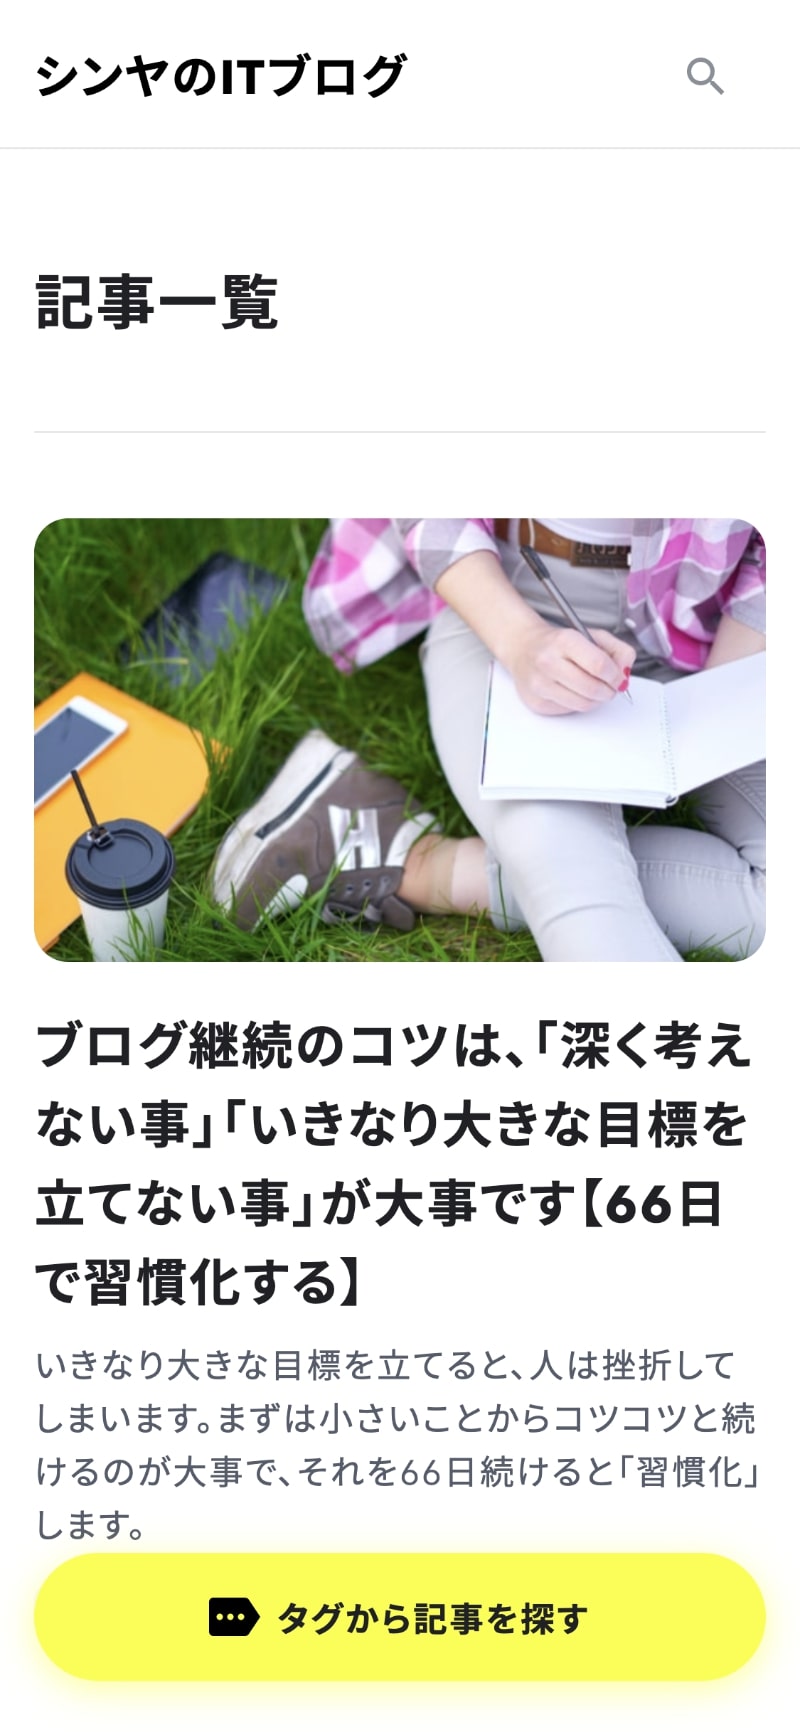 シンヤのITブログ
記事一覧
ブログ継続のコツは、「深く考え
ない事」「いきなり大きな目標を
立てない事」が大事です【66日
で習慣化する】
いきなり大きな目標を立てると、人は挫折して
しまいます。まずは小さいことからコツコツと続
けるのが大事で、それを66日続けると「習慣化」
します。
タグから記事を探す